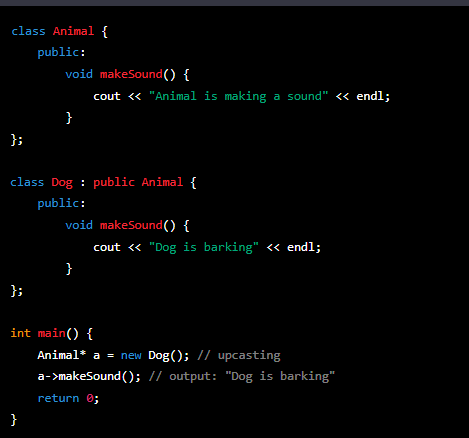 class Animal {
    public:
        void makeSound() {
            cout << "Animal is making a sound" << endl;
        }
};

class Dog : public Animal {
    public:
        void makeSound() {
            cout << "Dog is barking" << endl;
        }
};

int main() {
    Animal* a = new Dog(); // upcasting
    a->makeSound(); // output: "Dog is barking"
    return 0;
}